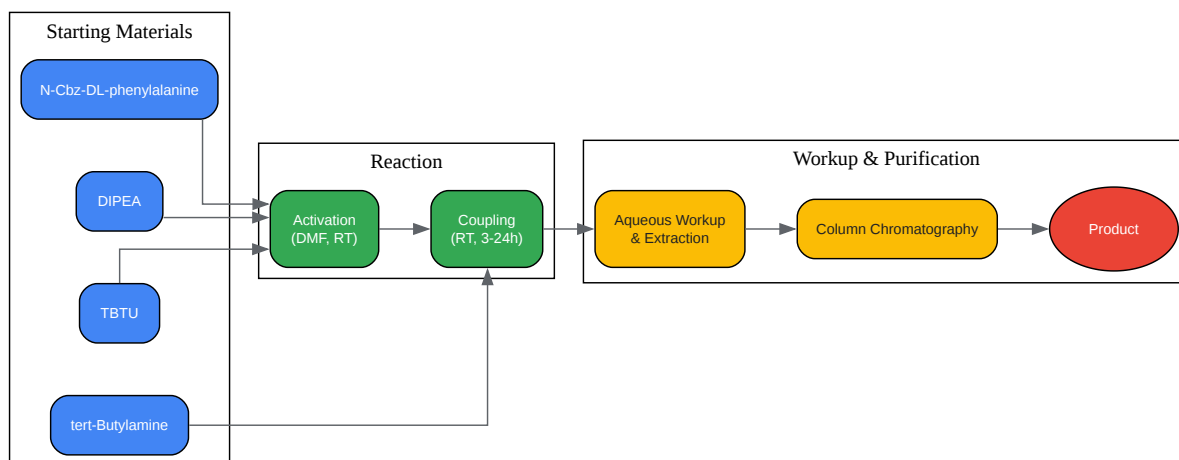 Starting Materials
N-Cbz-DL-phenylalanine
DIPEA
TBTU
tert-Butylamine
Reaction
Activation
(DMF, RT)
Coupling
(RT, 3-24h)
Workup & Purification
Aqueous Workup
& Extraction
Column Chromatography
Product